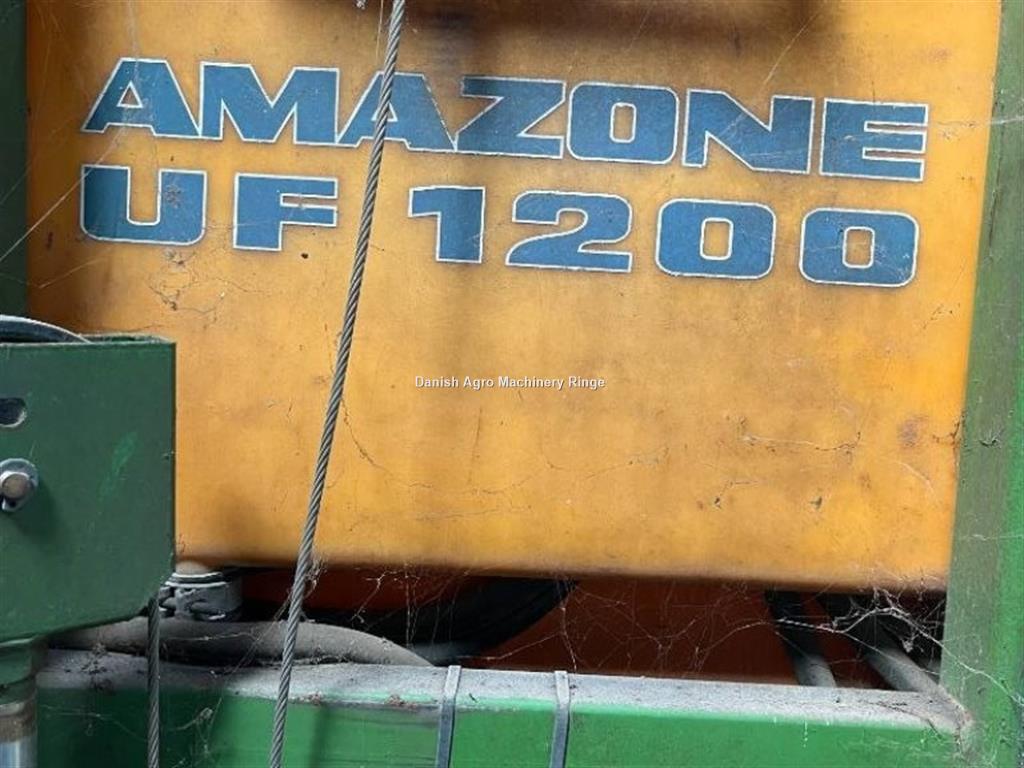 AMAZONE
UF 1200
Danish Agro Machinery Ringe